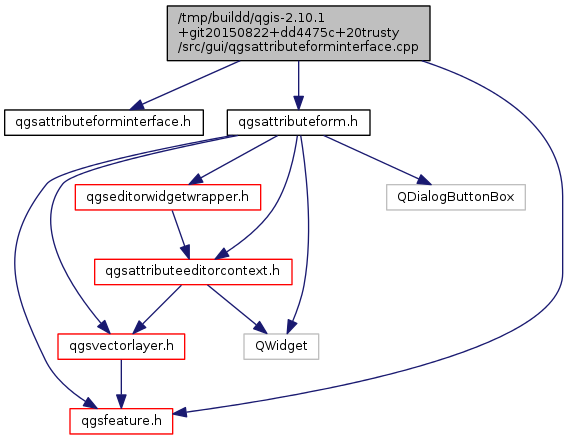 /tmp/buildd/qgis-2.10.1
+git20150822+dd4475c+20trusty
/src/gui/qgsattributeforminterface.cpp
qgsattributeforminterface.h
qgsattributeform.h
qgseditorwidgetwrapper.h
QDialogButtonBox
qgsattributeeditorcontext.h
qgsvectorlayer.h
QWidget
qgsfeature.h